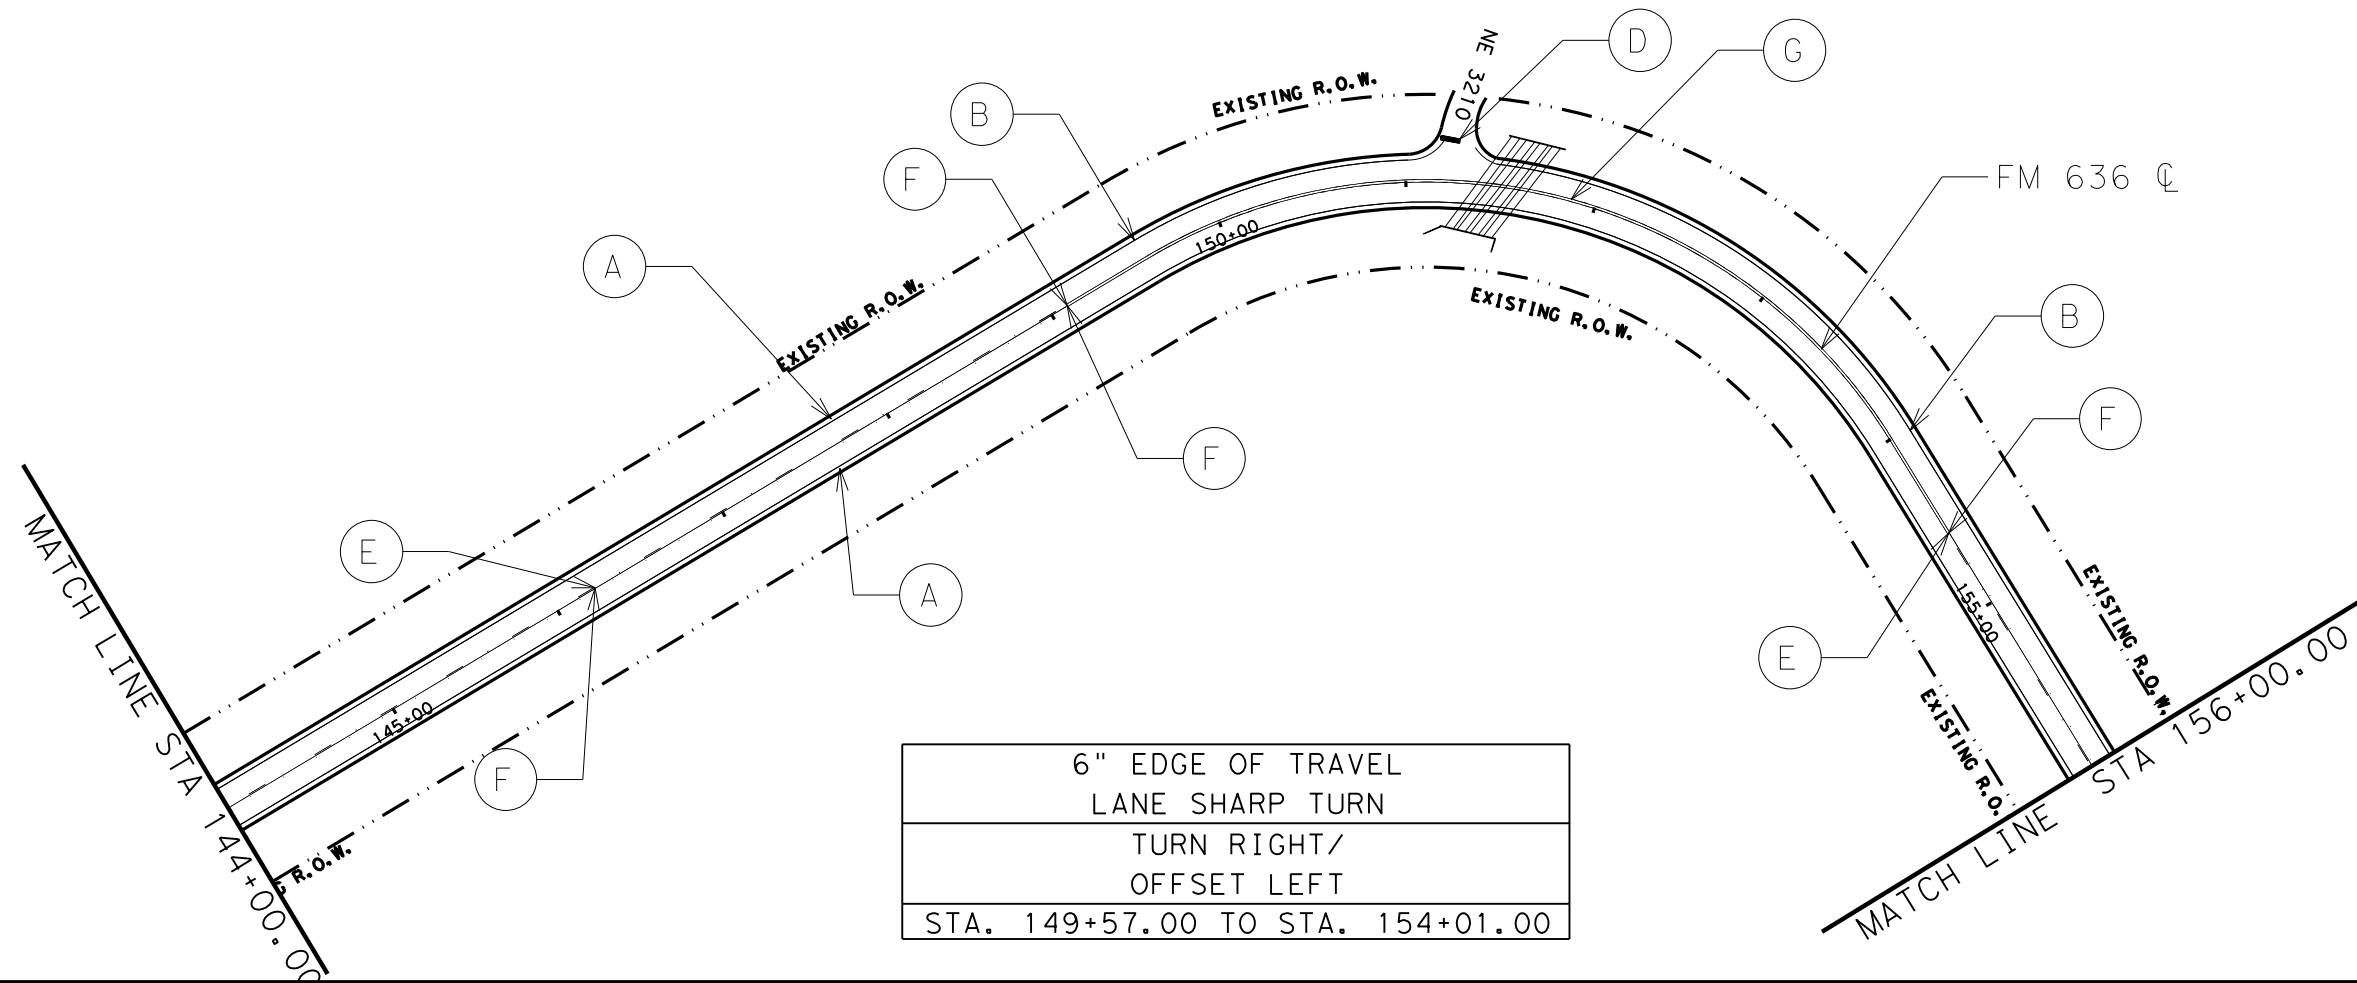 D
G
NE 3210
EXISTING R.O.W.
B
F
FM 636 ℄
A
150+00
EXISTING R.O.W.
EXISTING R.O.W.
B
F
F
E
A
MATCH LINE STA 144+00.00
145+00
F
155+00
E
EXISTING R.O.W.
EXISTING R.O.
G R.O.W.
MATCH LINE STA 156+00.00
6" EDGE OF TRAVEL
LANE SHARP TURN
TURN RIGHT/
OFFSET LEFT
STA. 149+57.00 TO STA. 154+01.00